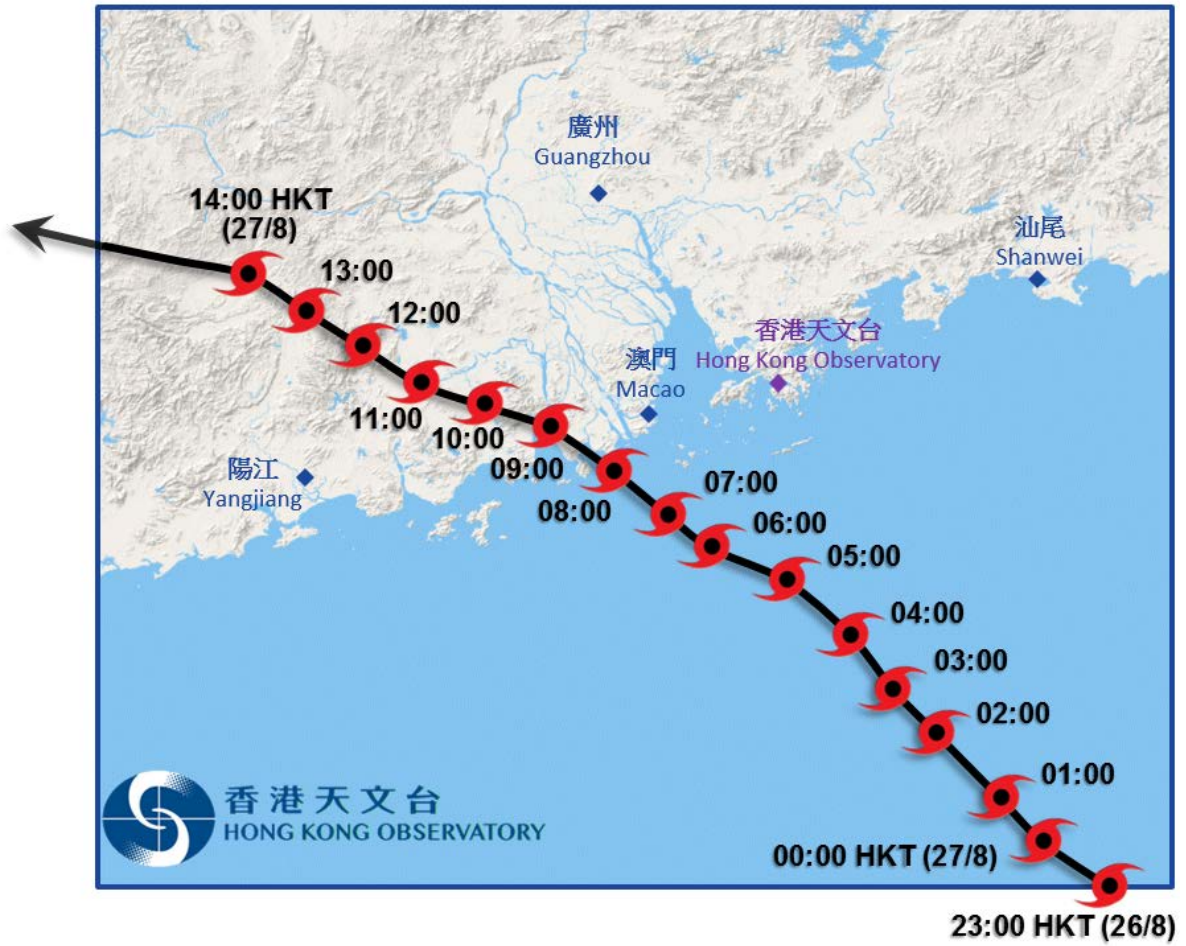 廣州
Guangzhou
14:00 HKT
(27/8)
汕尾
Shanwei
13:00
12:00
香港天文台
Hong Kong Observatory
澳門
Macao
11:00
10:00
09:00
陽江
Yangjiang
08:00
07:00
06:00
05:00
04:00
03:00
02:00
01:00
香港天文台
HONG KONG OBSERVATORY
00:00 HKT (27/8)
23:00 HKT (26/8)